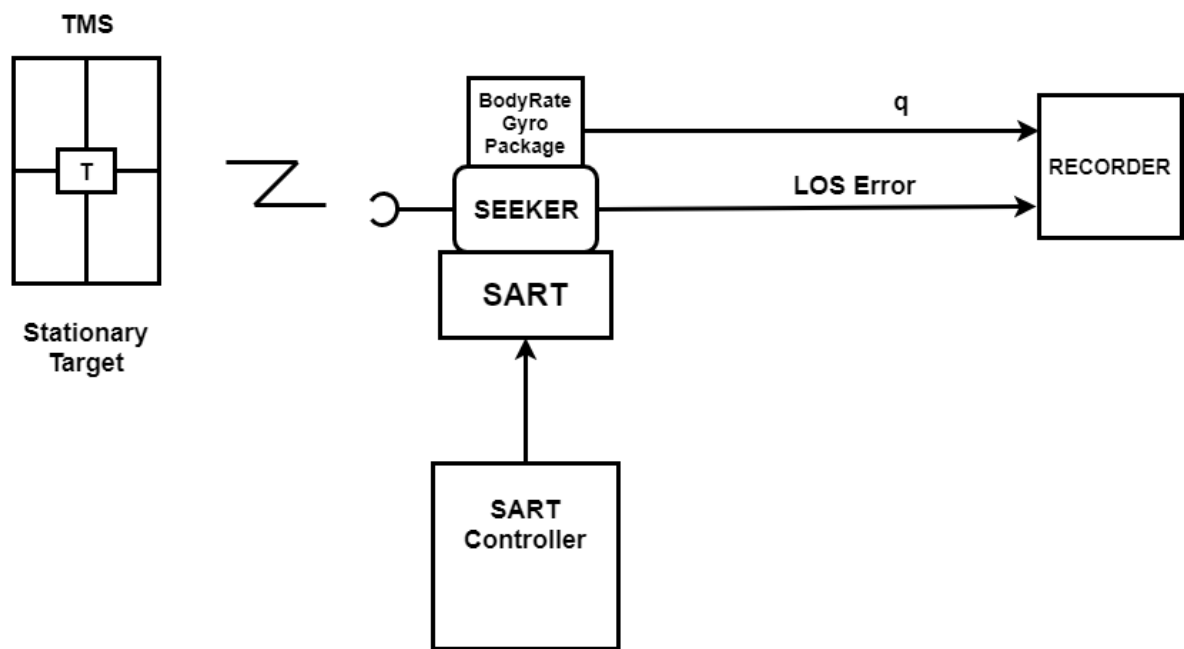 TMS
T
Stationary
Target
BodyRate
Gyro
Package
SEEKER
SART
SART
Controller
q
LOS Error
RECORDER